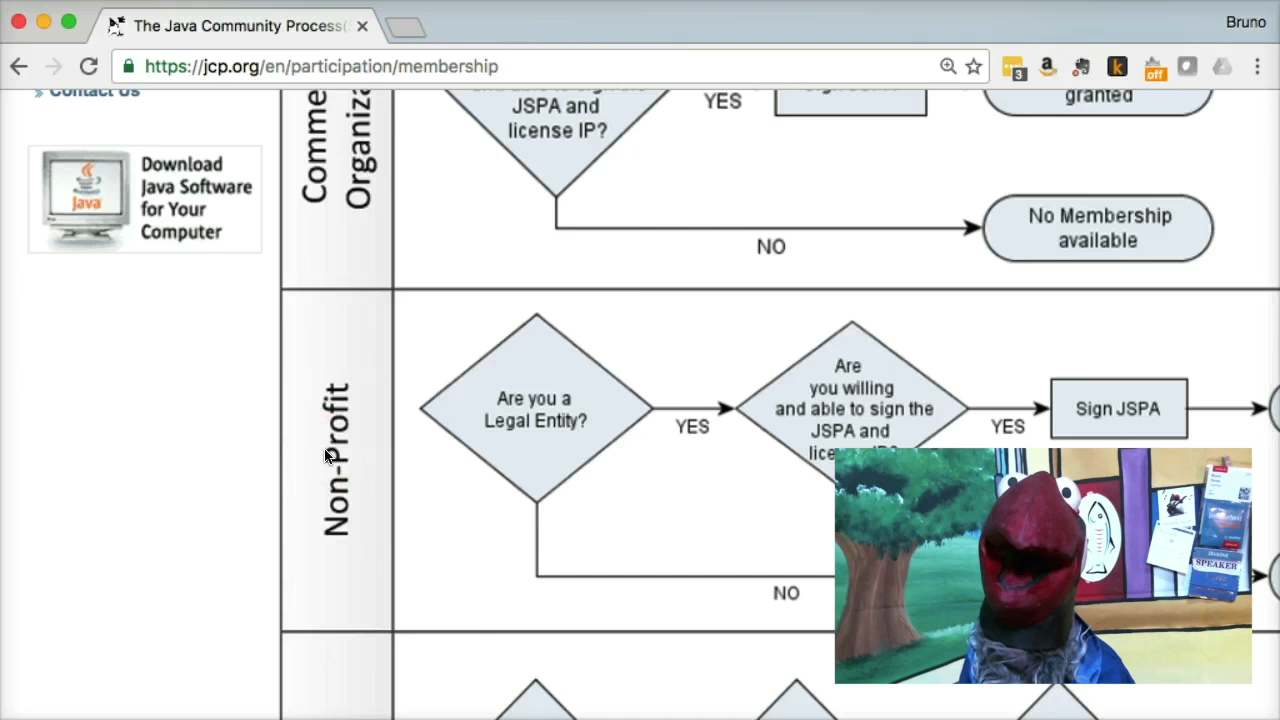 The Java Community Process(
Bruno
https://jcp.org/en/participation/membership
3
off
Contact Us
Download
Java Software
for Your
Computer
Java
JSPA and
license IP?
YES
granted
No Membership
available
NO
Non-Profit
Are you a
Legal Entity?
YES
Are
you willing
and able to sign the
JSPA and
YES
Sign JSPA
NO
SPEAKER